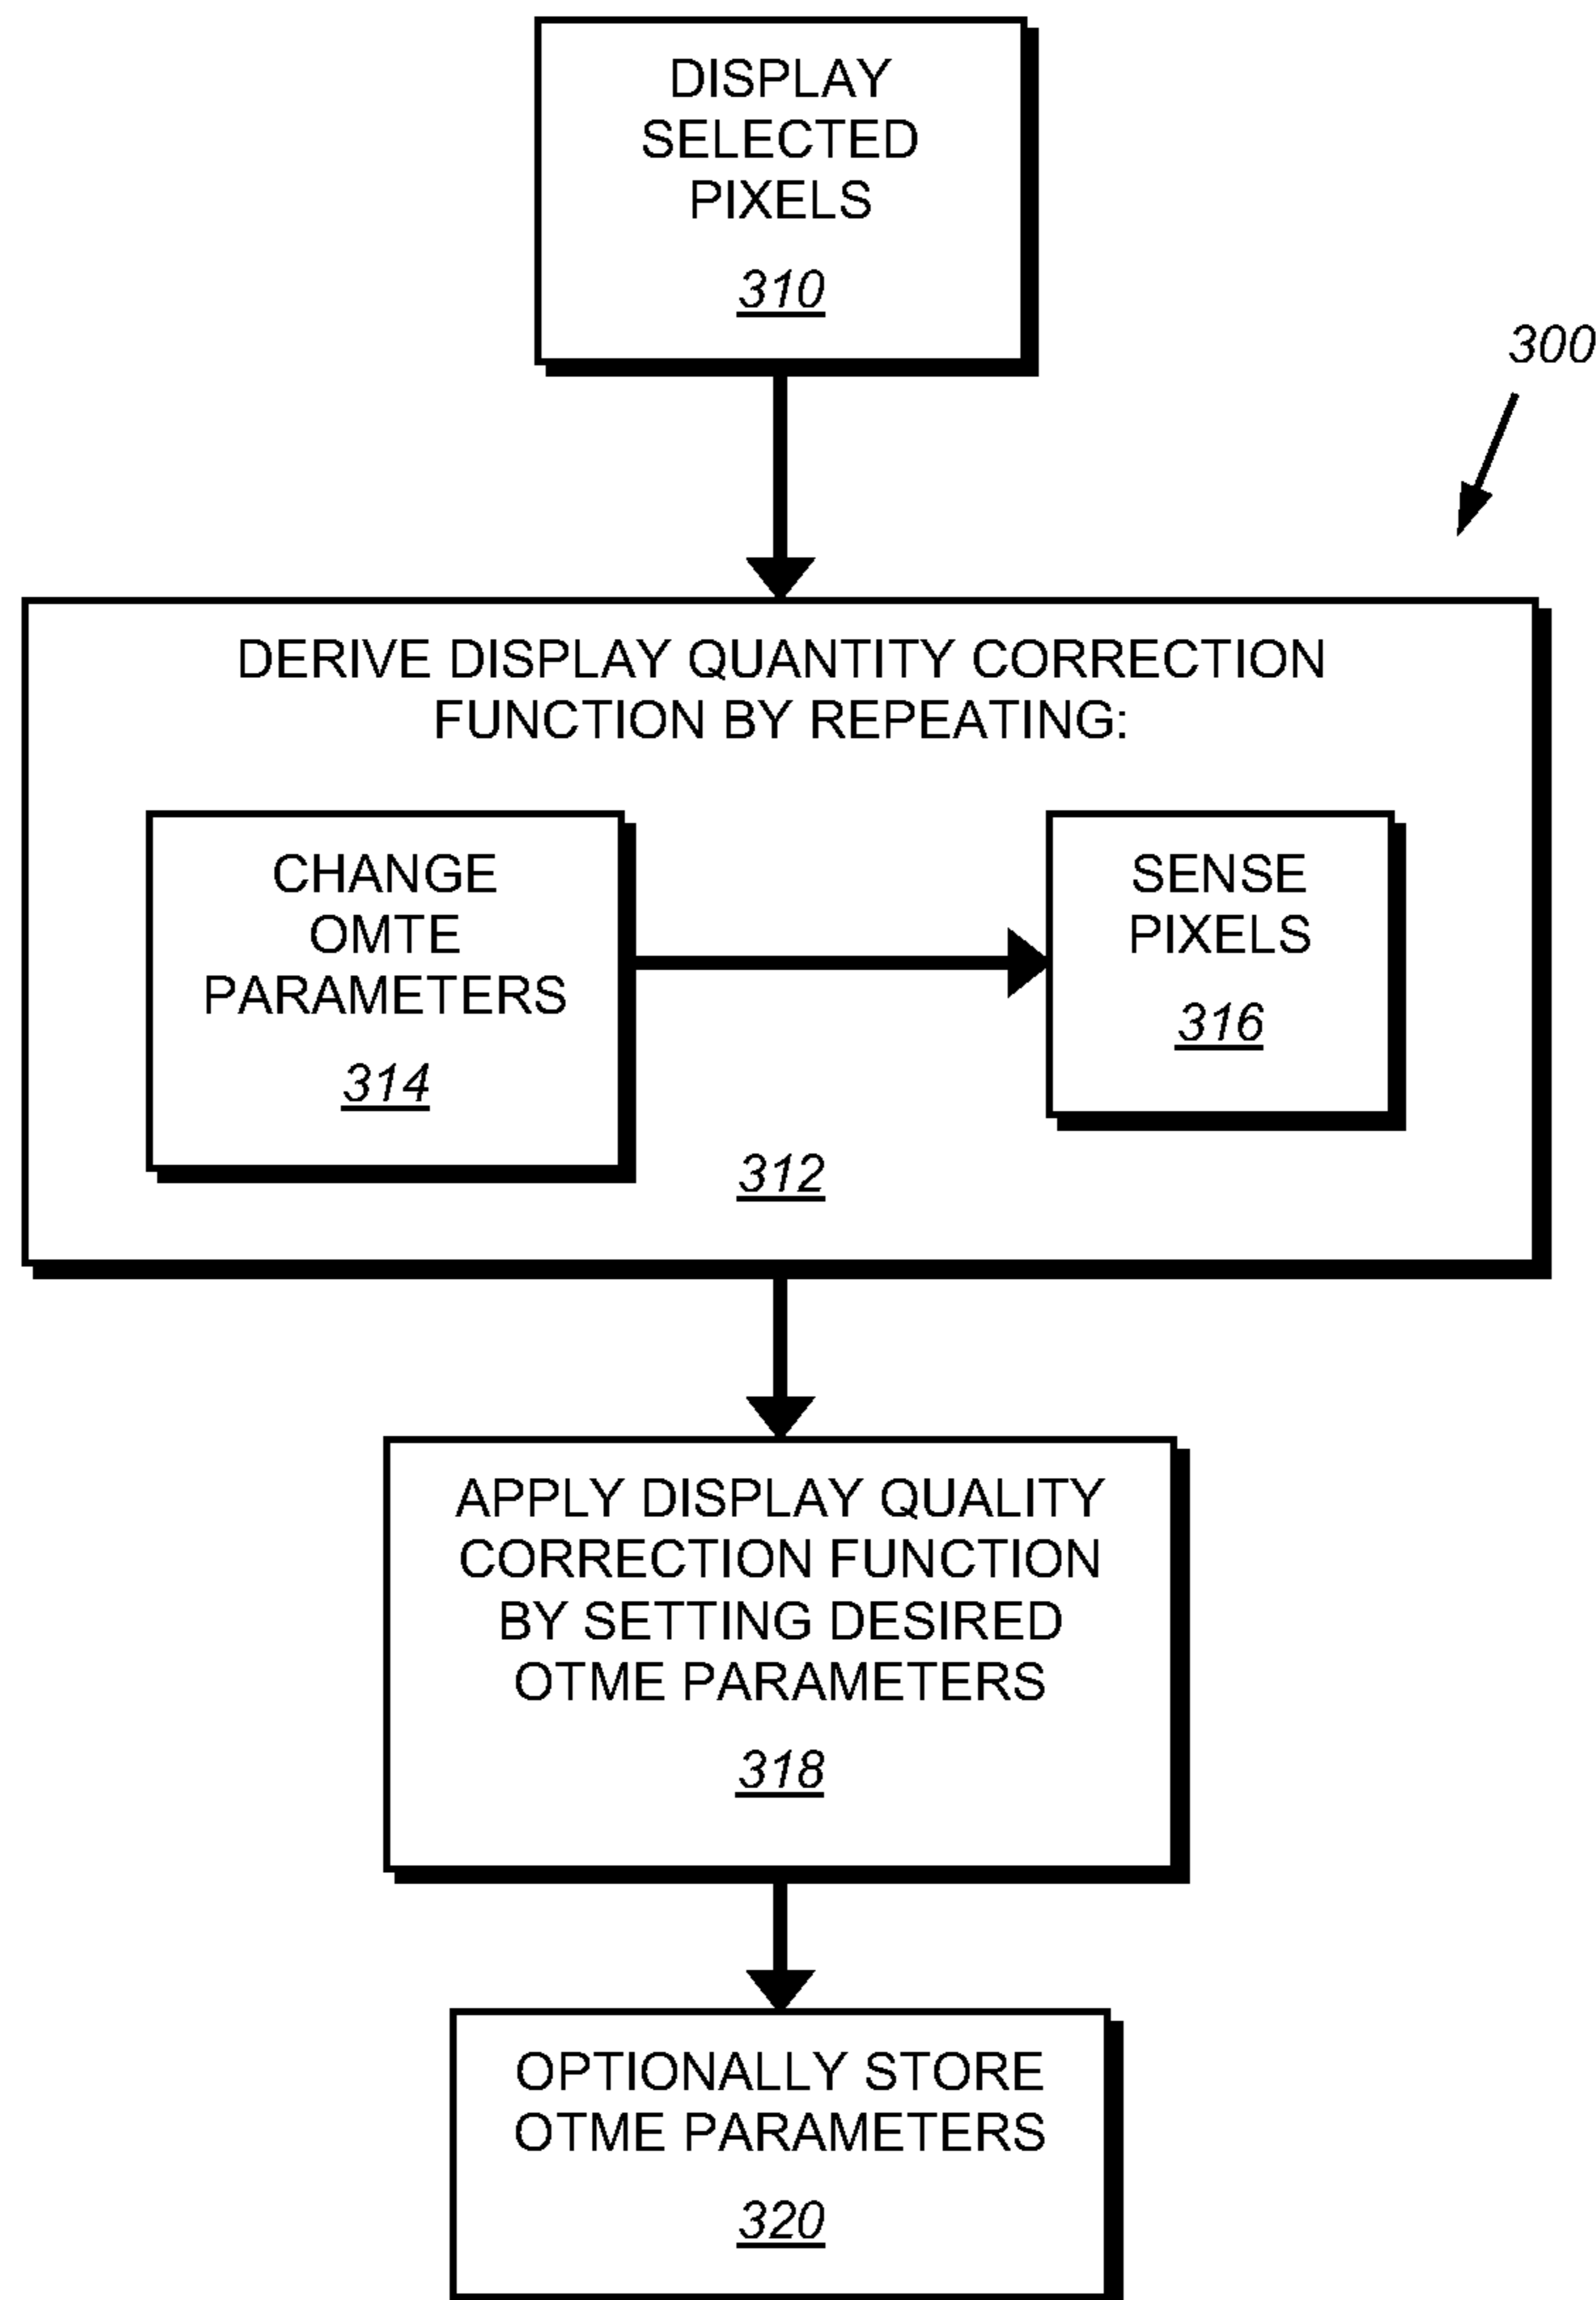 DISPLAY
SELECTED
PIXELS
310
300
DERIVE DISPLAY QUANTITY CORRECTION
FUNCTION BY REPEATING:
CHANGE
OMTE
PARAMETERS
314
SENSE
PIXELS
316
312
APPLY DISPLAY QUALITY
CORRECTION FUNCTION
BY SETTING DESIRED
OTME PARAMETERS
318
OPTIONALLY STORE
OTME PARAMETERS
320